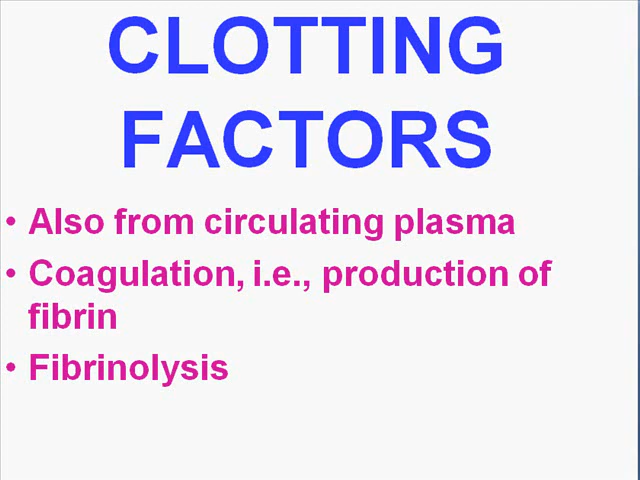 CLOTTING
FACTORS
• Also from circulating plasma
• Coagulation, i.e., production of
fibrin
• Fibrinolysis